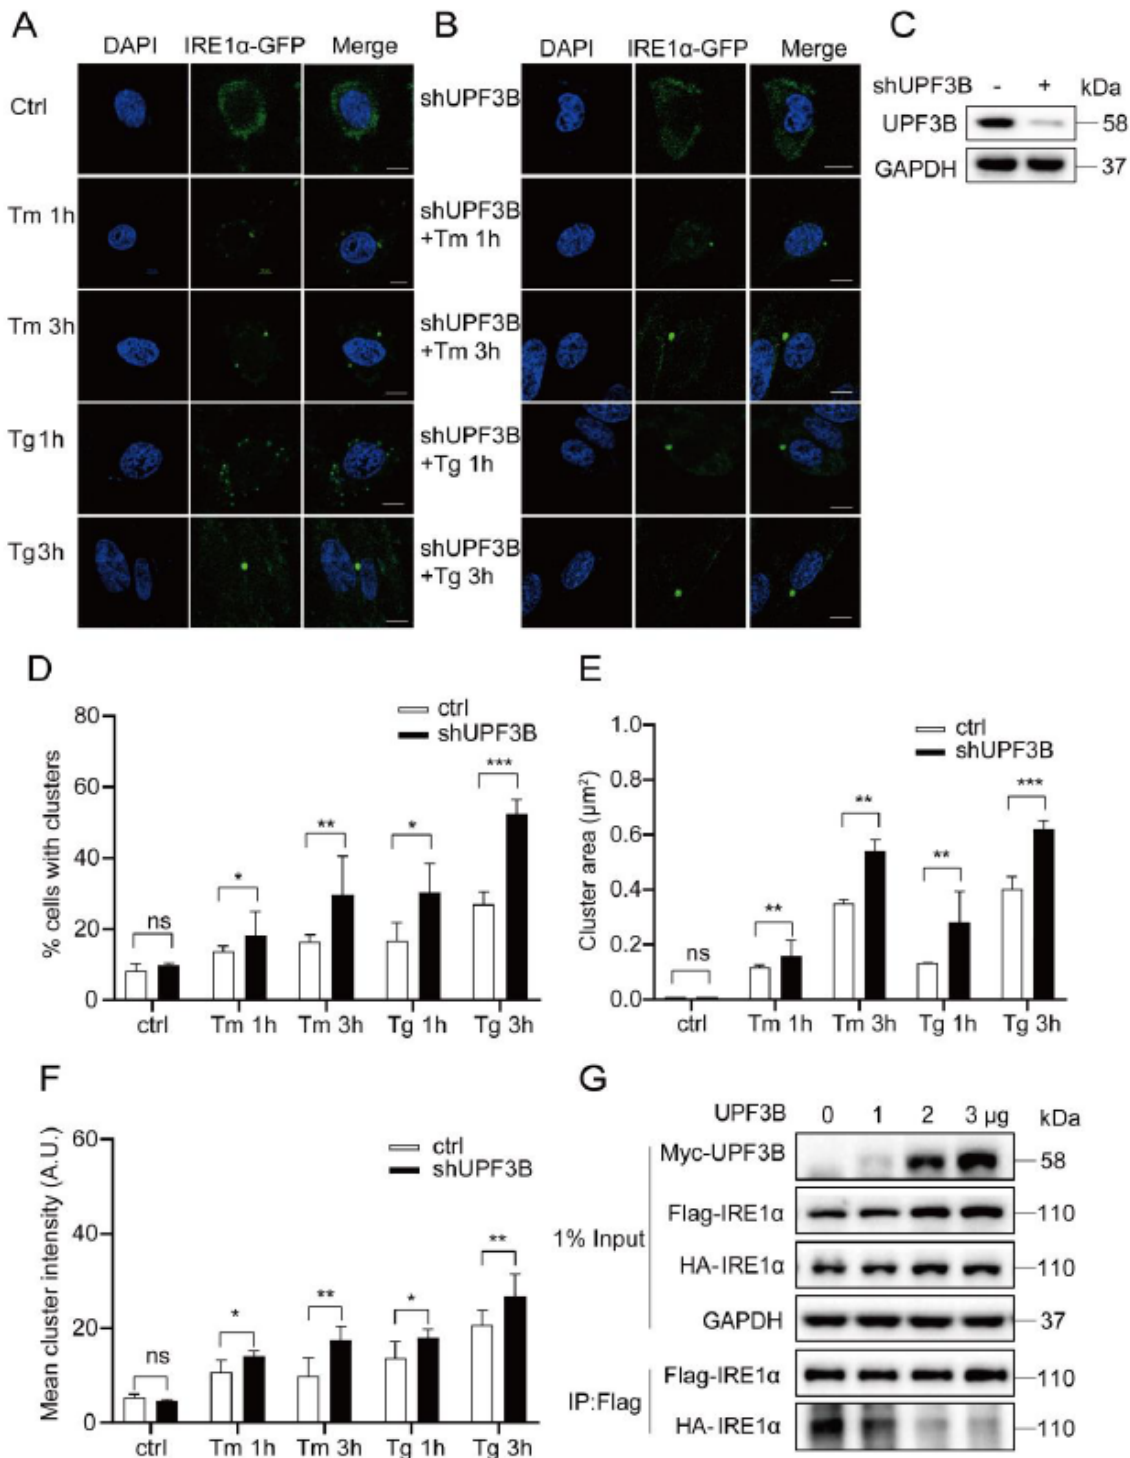 A
DAPI IRE1α-GFP Merge
Ctrl
Tm 1h
Tm 3h
Tg 1h
Tg 3h
B
DAPI IRE1α-GFP Merge
shUPF3B
shUPF3B
+Tm 1h
shUPF3B
+Tm 3h
shUPF3B
+Tg 1h
shUPF3B
+Tg 3h
C
shUPF3B - + kDa
UPF3B 58
GAPDH 37
D
ctrl
shUPF3B
% cells with clusters
80
60
40
20
0
ns * ** * ***
ctrl Tm 1h Tm 3h Tg 1h Tg 3h
E
ctrl
shUPF3B
Cluster area (µm²)
1.0
0.8
0.6
0.4
0.2
0.0
ns ** ** ** ***
ctrl Tm 1h Tm 3h Tg 1h Tg 3h
F
ctrl
shUPF3B
Mean cluster intensity (A.U.)
60
40
20
0
ns * ** * **
ctrl Tm 1h Tm 3h Tg 1h Tg 3h
G
UPF3B 0 1 2 3 µg kDa
1% Input
Myc-UPF3B 58
Flag-IRE1α 110
HA-IRE1α 110
GAPDH 37
IP:Flag
Flag-IRE1α 110
HA-IRE1α 110